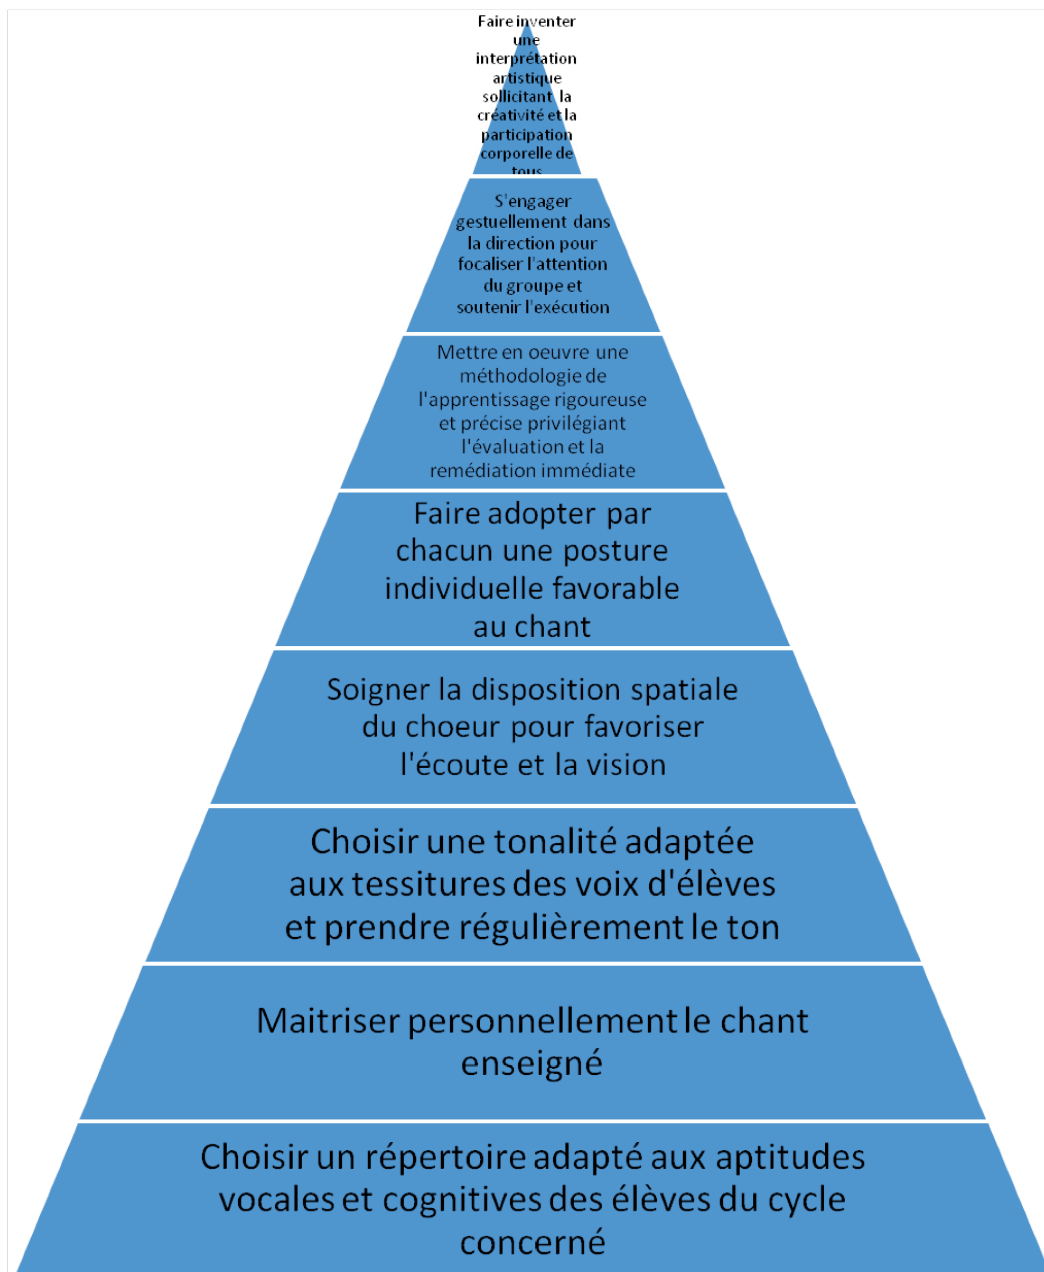 Faire inventer
une
interprétation
artistique
sollicitant la
créativité et la
participation
corporelle de
tous
S'engager
gestuellement dans
la direction pour
focaliser l'attention
du groupe et
soutenir l'exécution
Mettre en oeuvre une
méthodologie de
l'apprentissage rigoureuse
et précise privilégiant
l'évaluation et la
remédiation immédiate
Faire adopter par
chacun une posture
individuelle favorable
au chant
Soigner la disposition spatiale
du choeur pour favoriser
l'écoute et la vision
Choisir une tonalité adaptée
aux tessitures des voix d'élèves
et prendre régulièrement le ton
Maitriser personnellement le chant
enseigné
Choisir un répertoire adapté aux aptitudes
vocales et cognitives des élèves du cycle
concerné